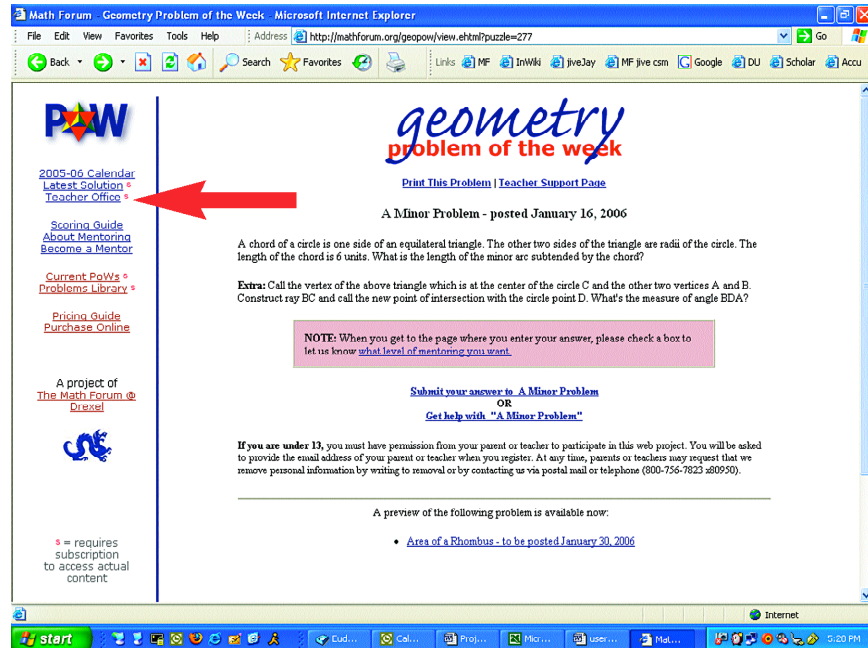 Math Forum - Geometry Problem of the Week - Microsoft Internet Explorer
File Edit View Favorites Tools Help Address http://mathforum.org/geopow/view.ehtml?puzzle=277 Go
Back Search Favorites Links MF InWiki jiveJay MF jive csm Google DU Scholar Accu
PoW
2005-06 Calendar
Latest Solution s
Teacher Office s
Scoring Guide
About Mentoring
Become a Mentor
Current PoWs s
Problems Library s
Pricing Guide
Purchase Online
A project of
The Math Forum @
Drexel
s = requires
subscription
to access actual
content
geometry
problem of the week
Print This Problem | Teacher Support Page
A Minor Problem - posted January 16, 2006
A chord of a circle is one side of an equilateral triangle. The other two sides of the triangle are radii of the circle. The
length of the chord is 6 units. What is the length of the minor arc subtended by the chord?
Extra: Call the vertex of the above triangle which is at the center of the circle C and the other two vertices A and B.
Construct ray BC and call the new point of intersection with the circle point D. What's the measure of angle BDA?
NOTE: When you get to the page where you enter your answer, please check a box to
let us know what level of mentoring you want.
Submit your answer to A Minor Problem
OR
Get help with "A Minor Problem"
If you are under 13, you must have permission from your parent or teacher to participate in this web project. You will be asked
to provide the email address of your parent or teacher when you register. At any time, parents or teachers may request that we
remove personal information by writing to removal or by contacting us via postal mail or telephone (800-756-7823 x80950).
A preview of the following problem is available now:
• Area of a Rhombus - to be posted January 30, 2006
Internet
start Eud... Cal... Proj... Micr... user... Mat... 5:20 PM